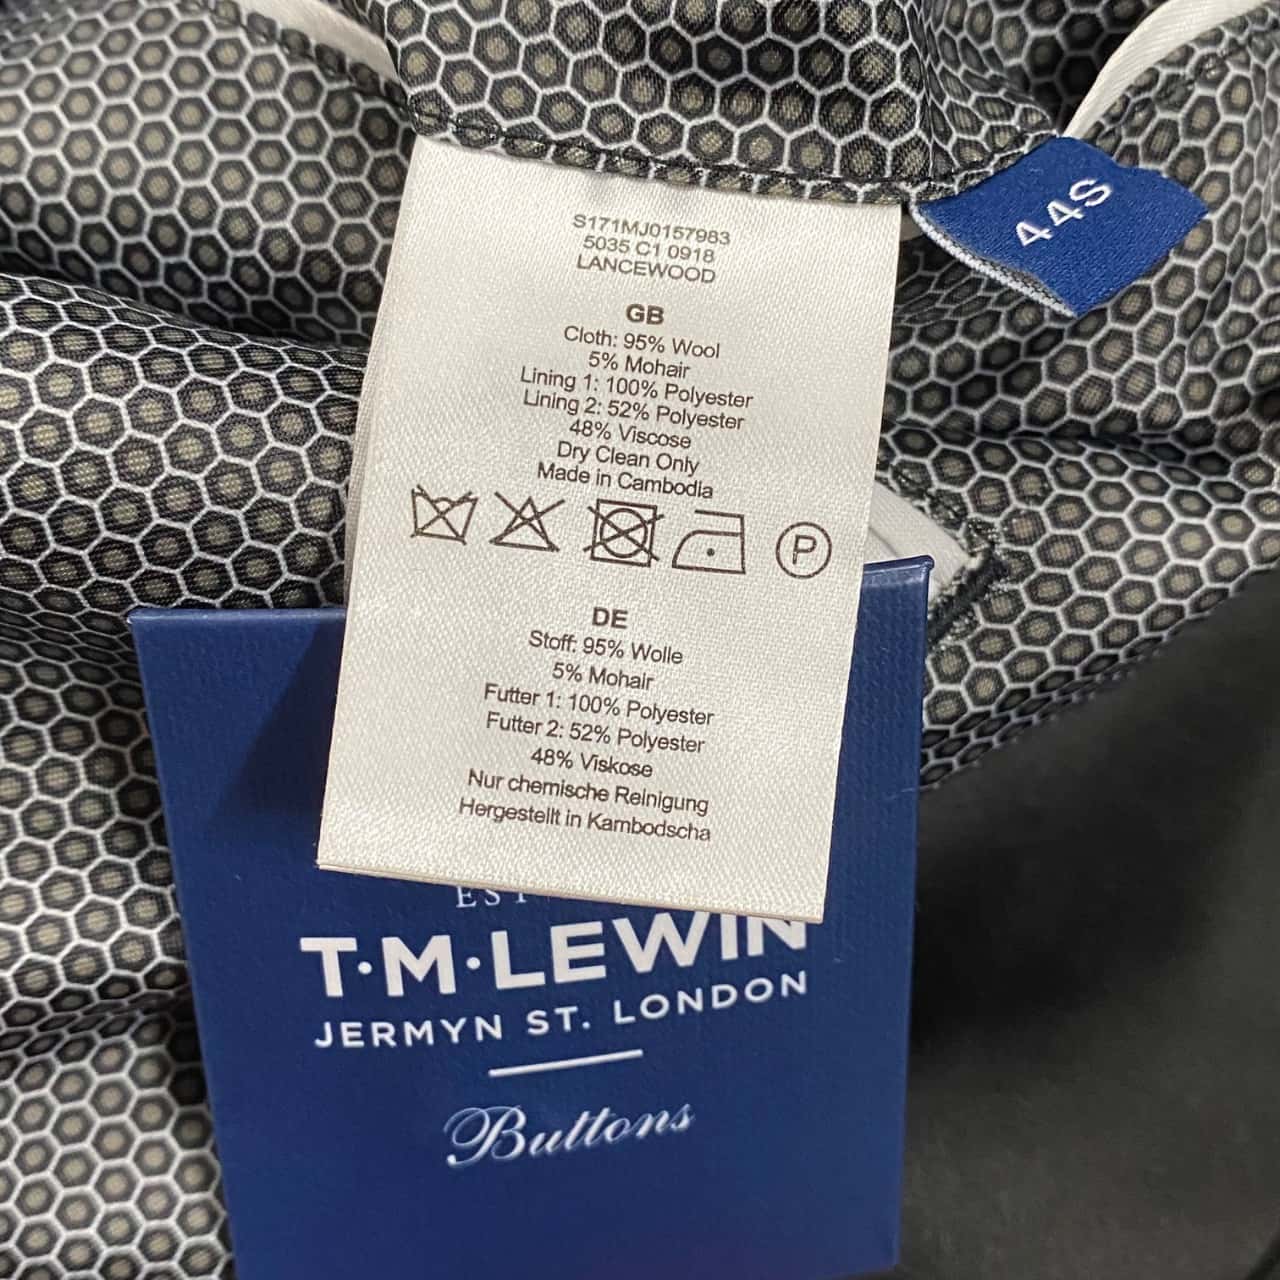 44S
S171MJ0157983
5035 C1 0918
LANCEWOOD
GB
Cloth: 95% Wool
5% Mohair
Lining 1: 100% Polyester
Lining 2: 52% Polyester
48% Viscose
Dry Clean Only
Made in Cambodia
P
DE
Stoff: 95% Wolle
5% Mohair
Futter 1: 100% Polyester
Futter 2: 52% Polyester
48% Viskose
Nur chemische Reinigung
Hergestellt in Kambodscha
T·M·LEWIN
JERMYN ST. LONDON
Buttons